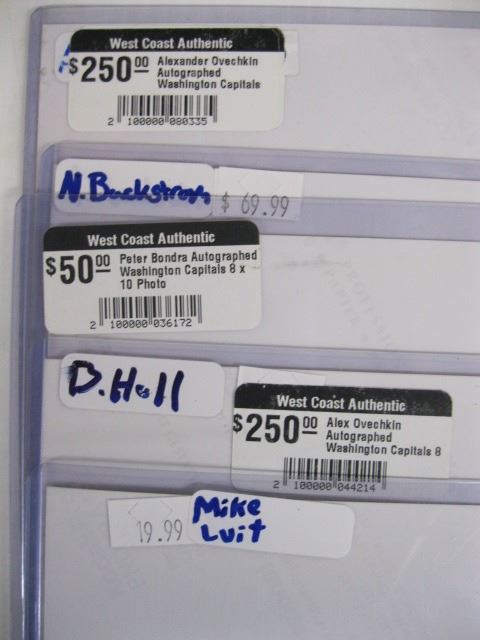 West Coast Authentic
$250 00 Alexander Ovechkin
Autographed
Washington Capitals
2 100000 080335
N. Backstrom
$ 69.99
West Coast Authentic
$50 00 Peter Bondra Autographed
Washington Capitals 8 x
10 Photo
2 100000 036172
D. Hall
West Coast Authentic
$250 00 Alex Ovechkin
Autographed
Washington Capitals 8
2 100000 044214
19.99
Mike
Luit